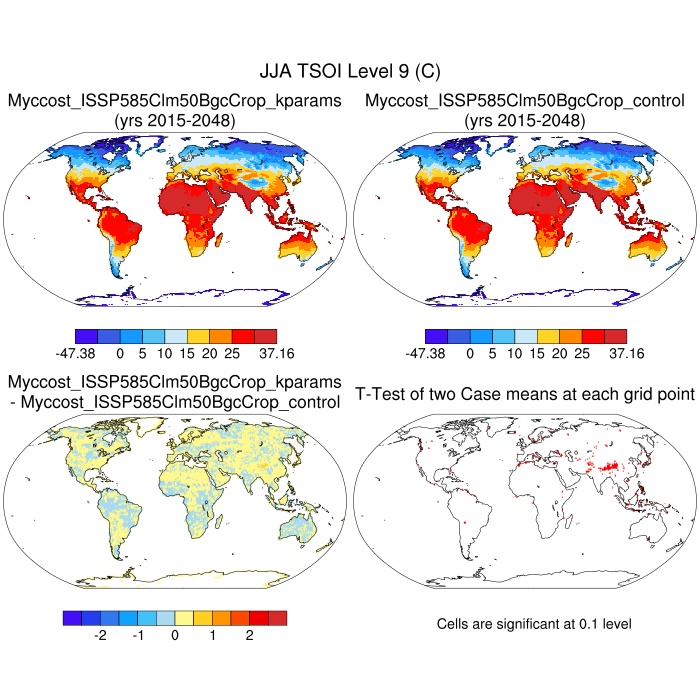 JJA TSOI Level 9 (C)
Myccost_ISSP585Clm50BgcCrop_kparams
(yrs 2015-2048)
Myccost_ISSP585Clm50BgcCrop_control
(yrs 2015-2048)
-47.38 0 5 10 15 20 25 37.16
-47.38 0 5 10 15 20 25 37.16
Myccost_ISSP585Clm50BgcCrop_kparams
- Myccost_ISSP585Clm50BgcCrop_control
T-Test of two Case means at each grid point
-2 -1 0 1 2
Cells are significant at 0.1 level